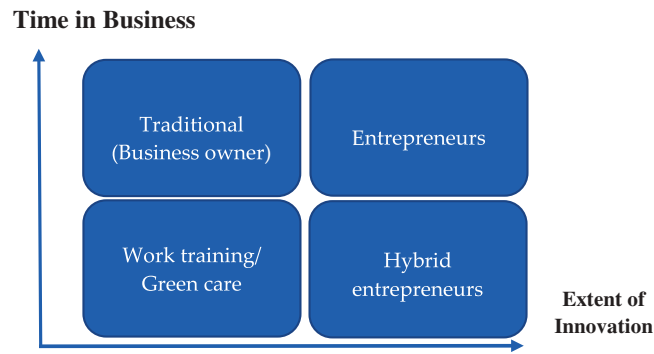 Time in Business
Traditional
(Business owner)
Entrepreneurs
Work training/
Green care
Hybrid
entrepreneurs
Extent of
Innovation